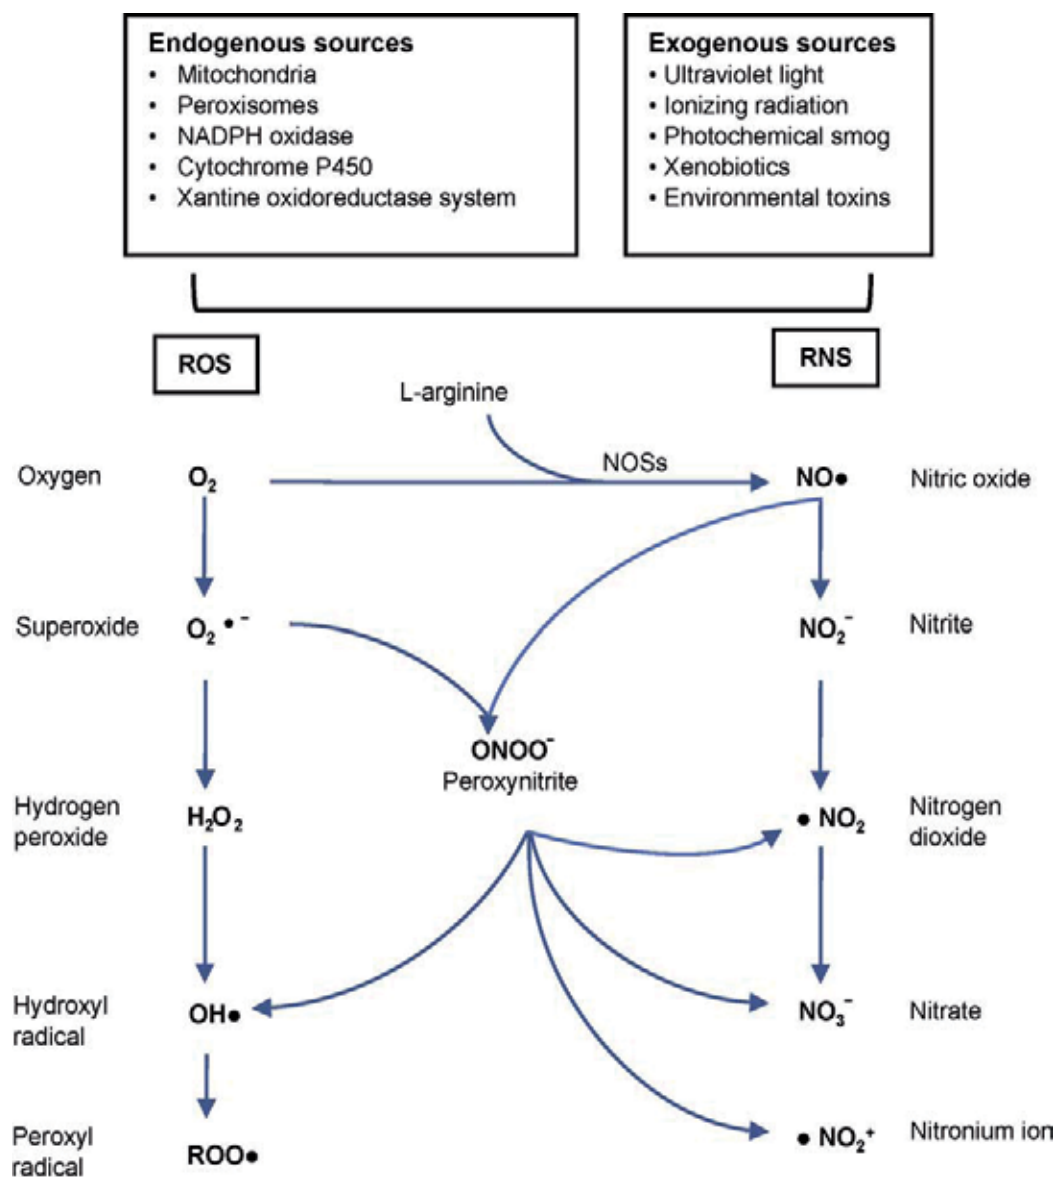 Endogenous sources
• Mitochondria
• Peroxisomes
• NADPH oxidase
• Cytochrome P450
• Xantine oxidoreductase system
Exogenous sources
• Ultraviolet light
• Ionizing radiation
• Photochemical smog
• Xenobiotics
• Environmental toxins
ROS
RNS
L-arginine
NOSs
Oxygen
O₂
NO●
Nitric oxide
Superoxide
O₂•⁻
NO₂⁻
Nitrite
ONOO⁻
Peroxynitrite
Hydrogen
peroxide
H₂O₂
● NO₂
Nitrogen
dioxide
Hydroxyl
radical
OH●
NO₃⁻
Nitrate
Peroxyl
radical
ROO●
● NO₂⁺
Nitronium ion